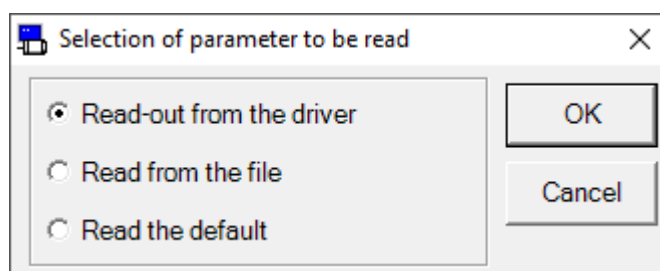 Selection of parameter to be read
Read-out from the driver
OK
Read from the file
Cancel
Read the default